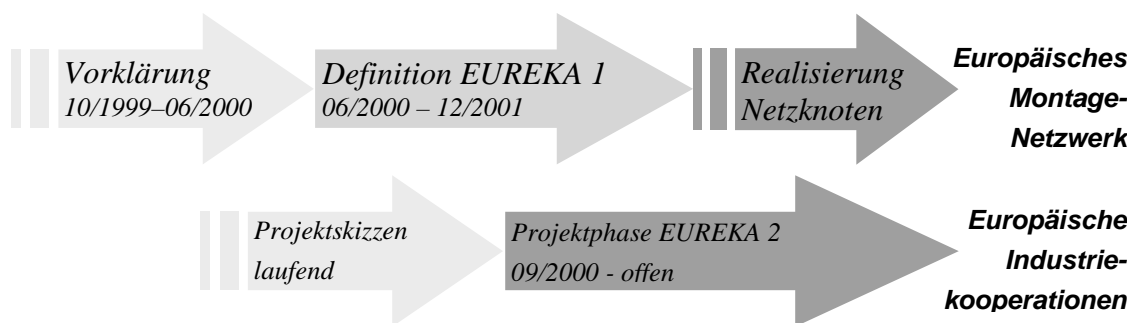 Vorklärung
10/1999–06/2000
Definition EUREKA 1
06/2000 – 12/2001
Realisierung
Netzknoten
Europäisches
Montage-
Netzwerk
Projektskizzen
laufend
Projektphase EUREKA 2
09/2000 - offen
Europäische
Industrie-
kooperationen